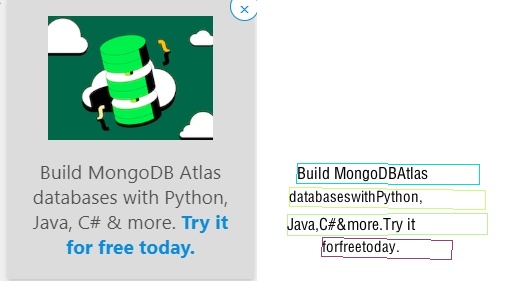 Build MongoDB Atlas
databases with Python,
Java, C# & more. Try it
for free today.
Build MongoDBAtlas
databaseswithPython,
Java,C#&more.Try it
forfreetoday.